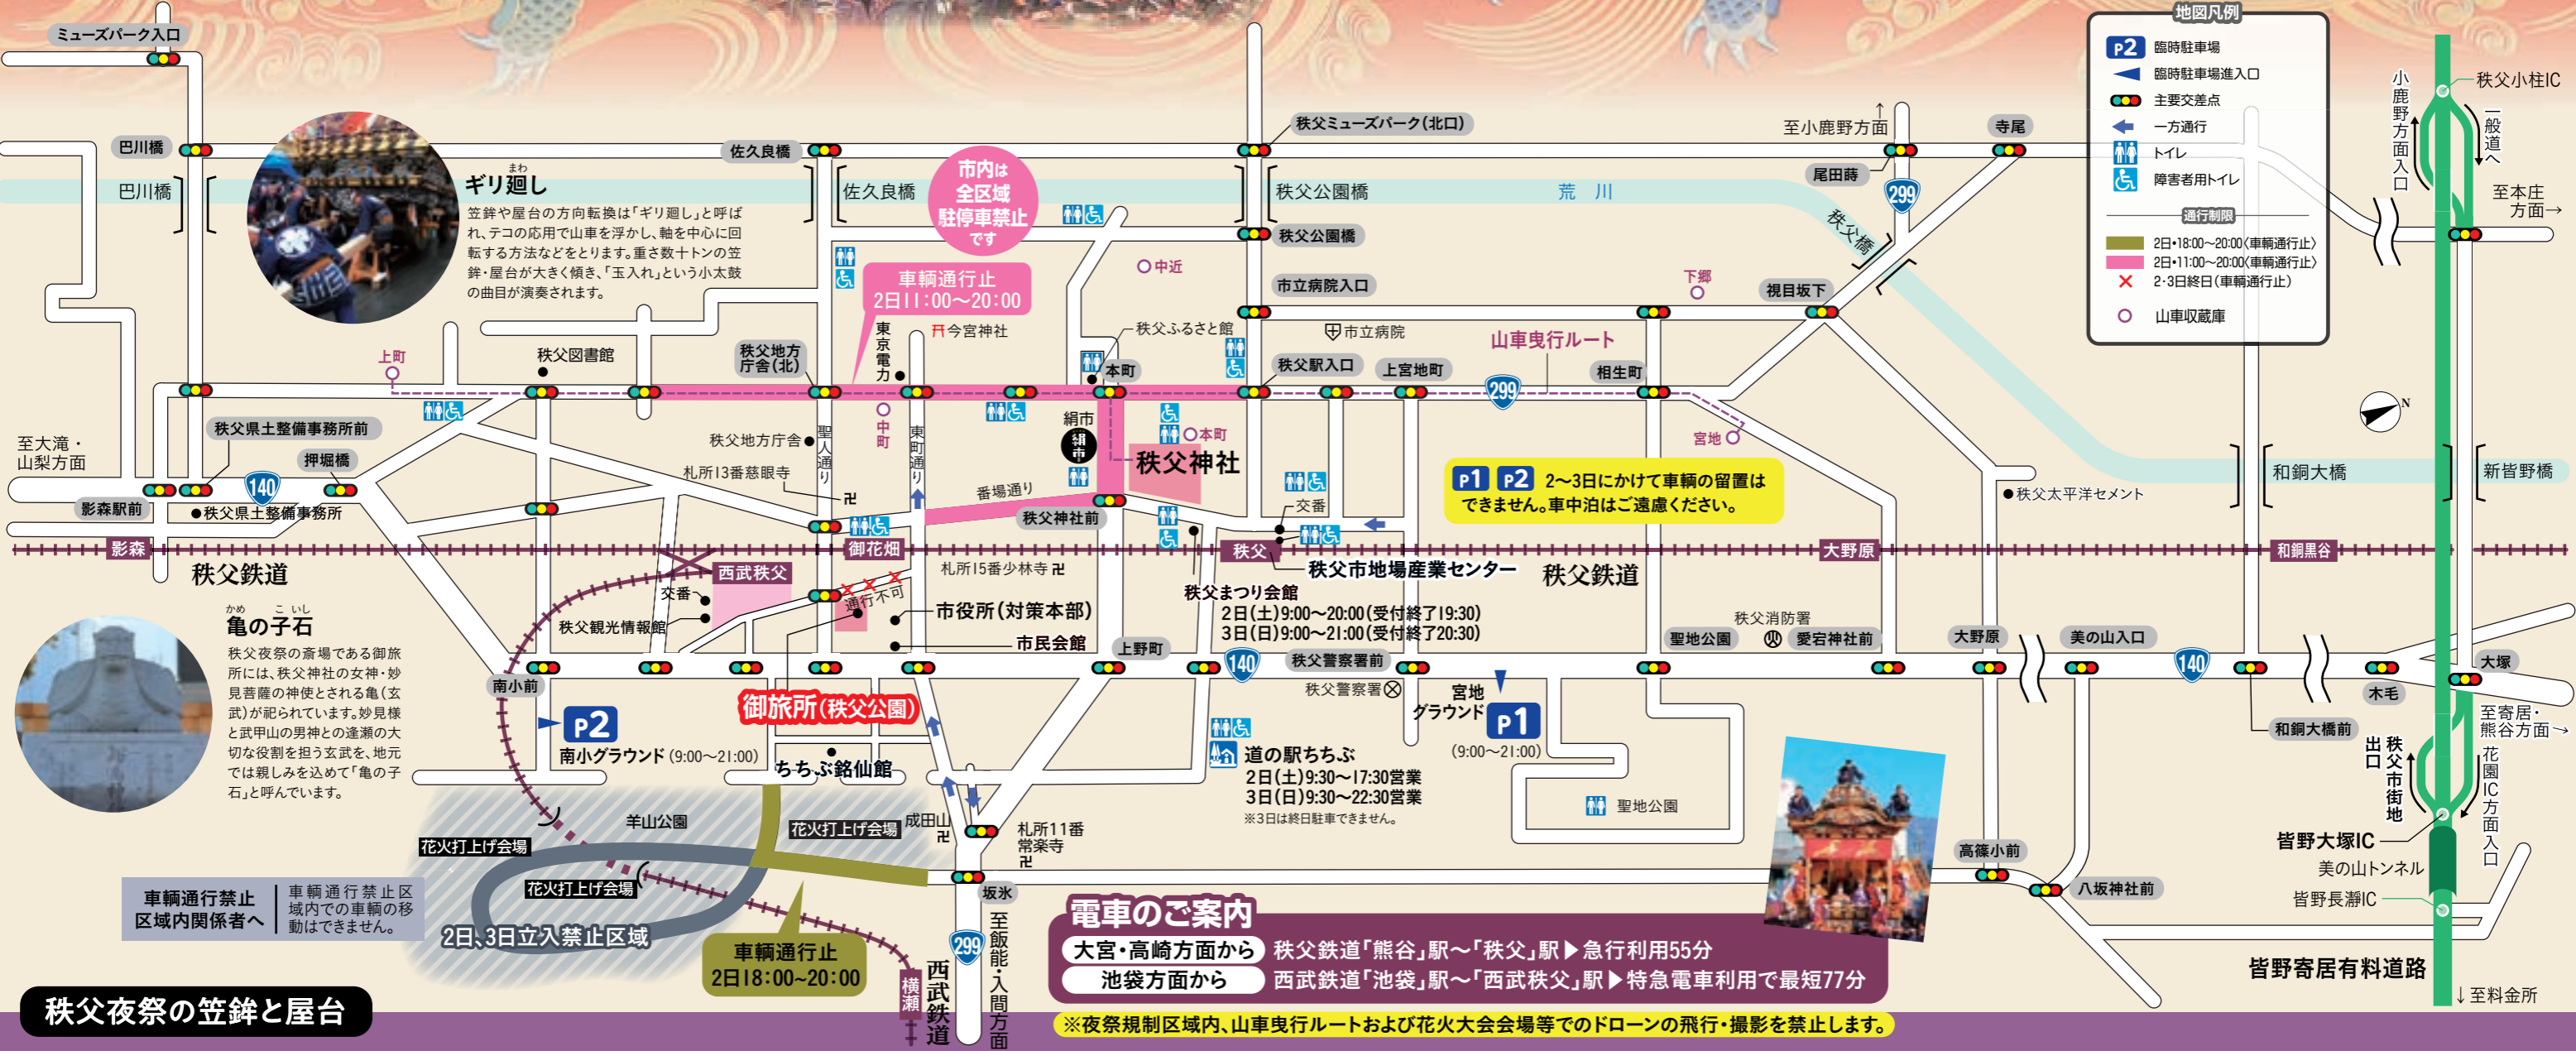 ミューズパーク入口
巴川橋
巴川橋
まわ
ギリ廻し
笠鉾や屋台の方向転換は「ギリ廻し」と呼ば
れ、テコの応用で山車を浮かし、軸を中心に回
転する方法などをとります。重さ数十トンの笠
鉾・屋台が大きく傾き、「玉入れ」という小太鼓
の曲目が演奏されます。
佐久良橋
佐久良橋
市内は
全区域
駐停車禁止
です
秩父ミューズパーク(北口)
秩父公園橋
秩父公園橋
荒川
↑
至小鹿野方面
尾田蒔
299
寺尾
秩父橋
地図凡例
P2 臨時駐車場
臨時駐車場進入口
主要交差点
一方通行
トイレ
障害者用トイレ
通行制限
2日・18:00〜20:00〈車輌通行止〉
2日・11:00〜20:00〈車輌通行止〉
2・3日終日(車輌通行止)
山車収蔵庫
小鹿野方面入口
秩父小柱IC
一般道へ
至本庄
方面→
車輌通行止
2日11:00〜20:00
中近
市立病院入口
下郷
視目坂下
東京電力
今宮神社
秩父ふるさと館
市立病院
山車曳行ルート
上町
秩父図書館
秩父地方
庁舎(北)
本町
秩父駅入口
上宮地町
299
相生町
N
至大滝・
山梨方面
秩父県土整備事務所前
押堀橋
140
影森駅前
秩父県土整備事務所
秩父地方庁舎
聖人通り
中町
東町通り
絹市
絹市
本町
秩父神社
札所13番慈眼寺
番場通り
秩父神社前
交番
宮地
P1 P2 2〜3日にかけて車輌の留置は
できません。車中泊はご遠慮ください。
秩父太平洋セメント
和銅大橋
新皆野橋
影森
秩父鉄道
御花畑
西武秩父
札所15番少林寺
秩父
秩父市地場産業センター
秩父鉄道
大野原
和銅黒谷
交番
秩父観光情報館
通行不可
市役所(対策本部)
市民会館
秩父まつり会館
2日(土)9:00〜20:00(受付終了19:30)
3日(日)9:00〜21:00(受付終了20:30)
かめ こ いし
亀の子石
秩父夜祭の斎場である御旅
所には、秩父神社の女神・妙
見菩薩の神使とされる亀(玄
武)が祀られています。妙見様
と武甲山の男神との逢瀬の大
切な役割を担う玄武を、地元
では親しみを込めて「亀の子
石」と呼んでいます。
南小前
上野町
140
秩父警察署前
秩父警察署
聖地公園
秩父消防署
愛宕神社前
大野原
美の山入口
140
大塚
木毛
和銅大橋前
至寄居・
熊谷方面→
御旅所(秩父公園)
P2
南小グラウンド (9:00〜21:00)
ちちぶ銘仙館
宮地
グラウンド
P1
(9:00〜21:00)
道の駅ちちぶ
2日(土)9:30〜17:30営業
3日(日)9:30〜22:30営業
※3日は終日駐車できません。
聖地公園
秩父市街地
出口
花園IC方面入口
皆野大塚IC
美の山トンネル
皆野長瀞IC
皆野寄居有料道路
↓至料金所
羊山公園
花火打上げ会場
花火打上げ会場
花火打上げ会場
成田山
札所11番
常楽寺
坂氷
高篠小前
八坂神社前
車輌通行禁止
区域内関係者へ
車輌通行禁止区
域内での車輌の移
動はできません。
2日、3日立入禁止区域
車輌通行止
2日18:00〜20:00
横瀬
西武鉄道
299
至飯能・入間方面
電車のご案内
大宮・高崎方面から 秩父鉄道「熊谷」駅〜「秩父」駅▶急行利用55分
池袋方面から 西武鉄道「池袋」駅〜「西武秩父」駅▶特急電車利用で最短77分
※夜祭規制区域内、山車曳行ルートおよび花火大会会場等でのドローンの飛行・撮影を禁止します。
秩父夜祭の笠鉾と屋台